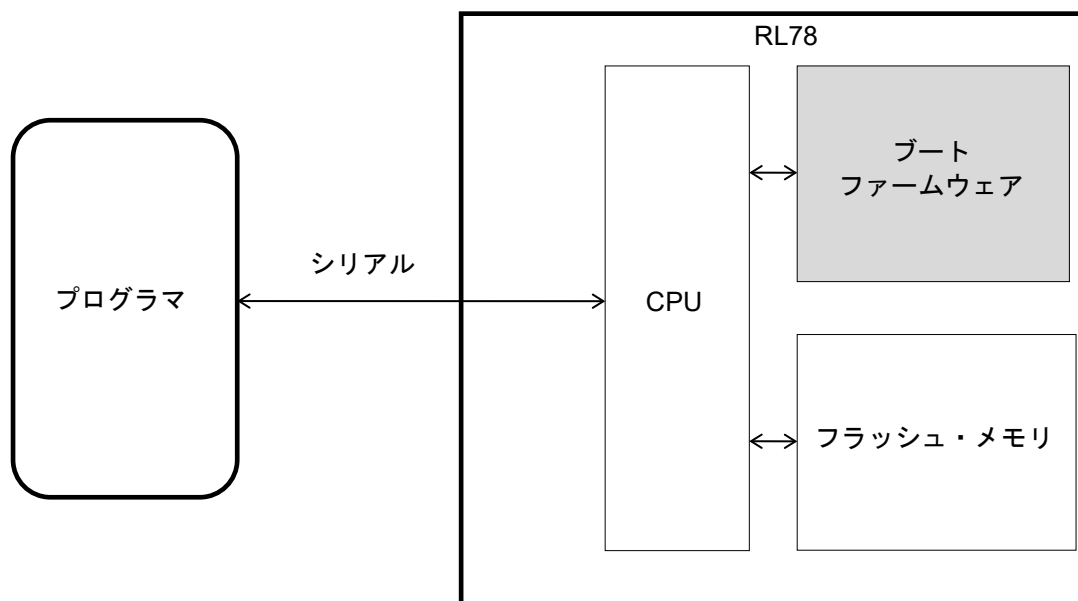 RL78
ブート
ファームウェア
シリアル
プログラマ
CPU
フラッシュ・メモリ